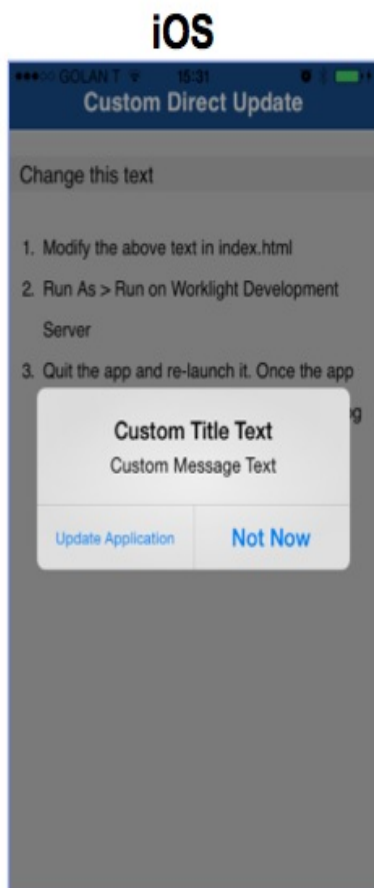 iOS
GOLAN T 15:31
Custom Direct Update
Change this text
1. Modify the above text in index.html
2. Run As > Run on Worklight Development
Server
3. Quit the app and re-launch it. Once the app
Custom Title Text
Custom Message Text
Update Application Not Now